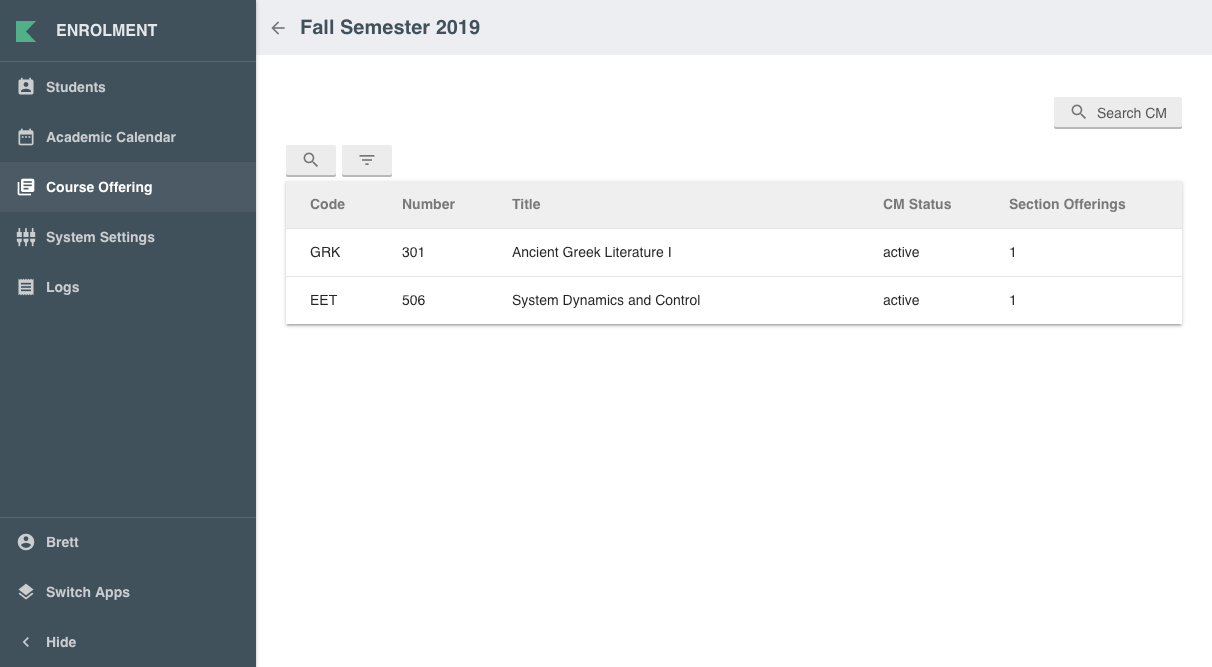 ENROLMENT
Students
Academic Calendar
Course Offering
System Settings
Logs
Brett
Switch Apps
Hide
Fall Semester 2019
Search CM
Code Number Title CM Status Section Offerings
GRK 301 Ancient Greek Literature I active 1
EET 506 System Dynamics and Control active 1